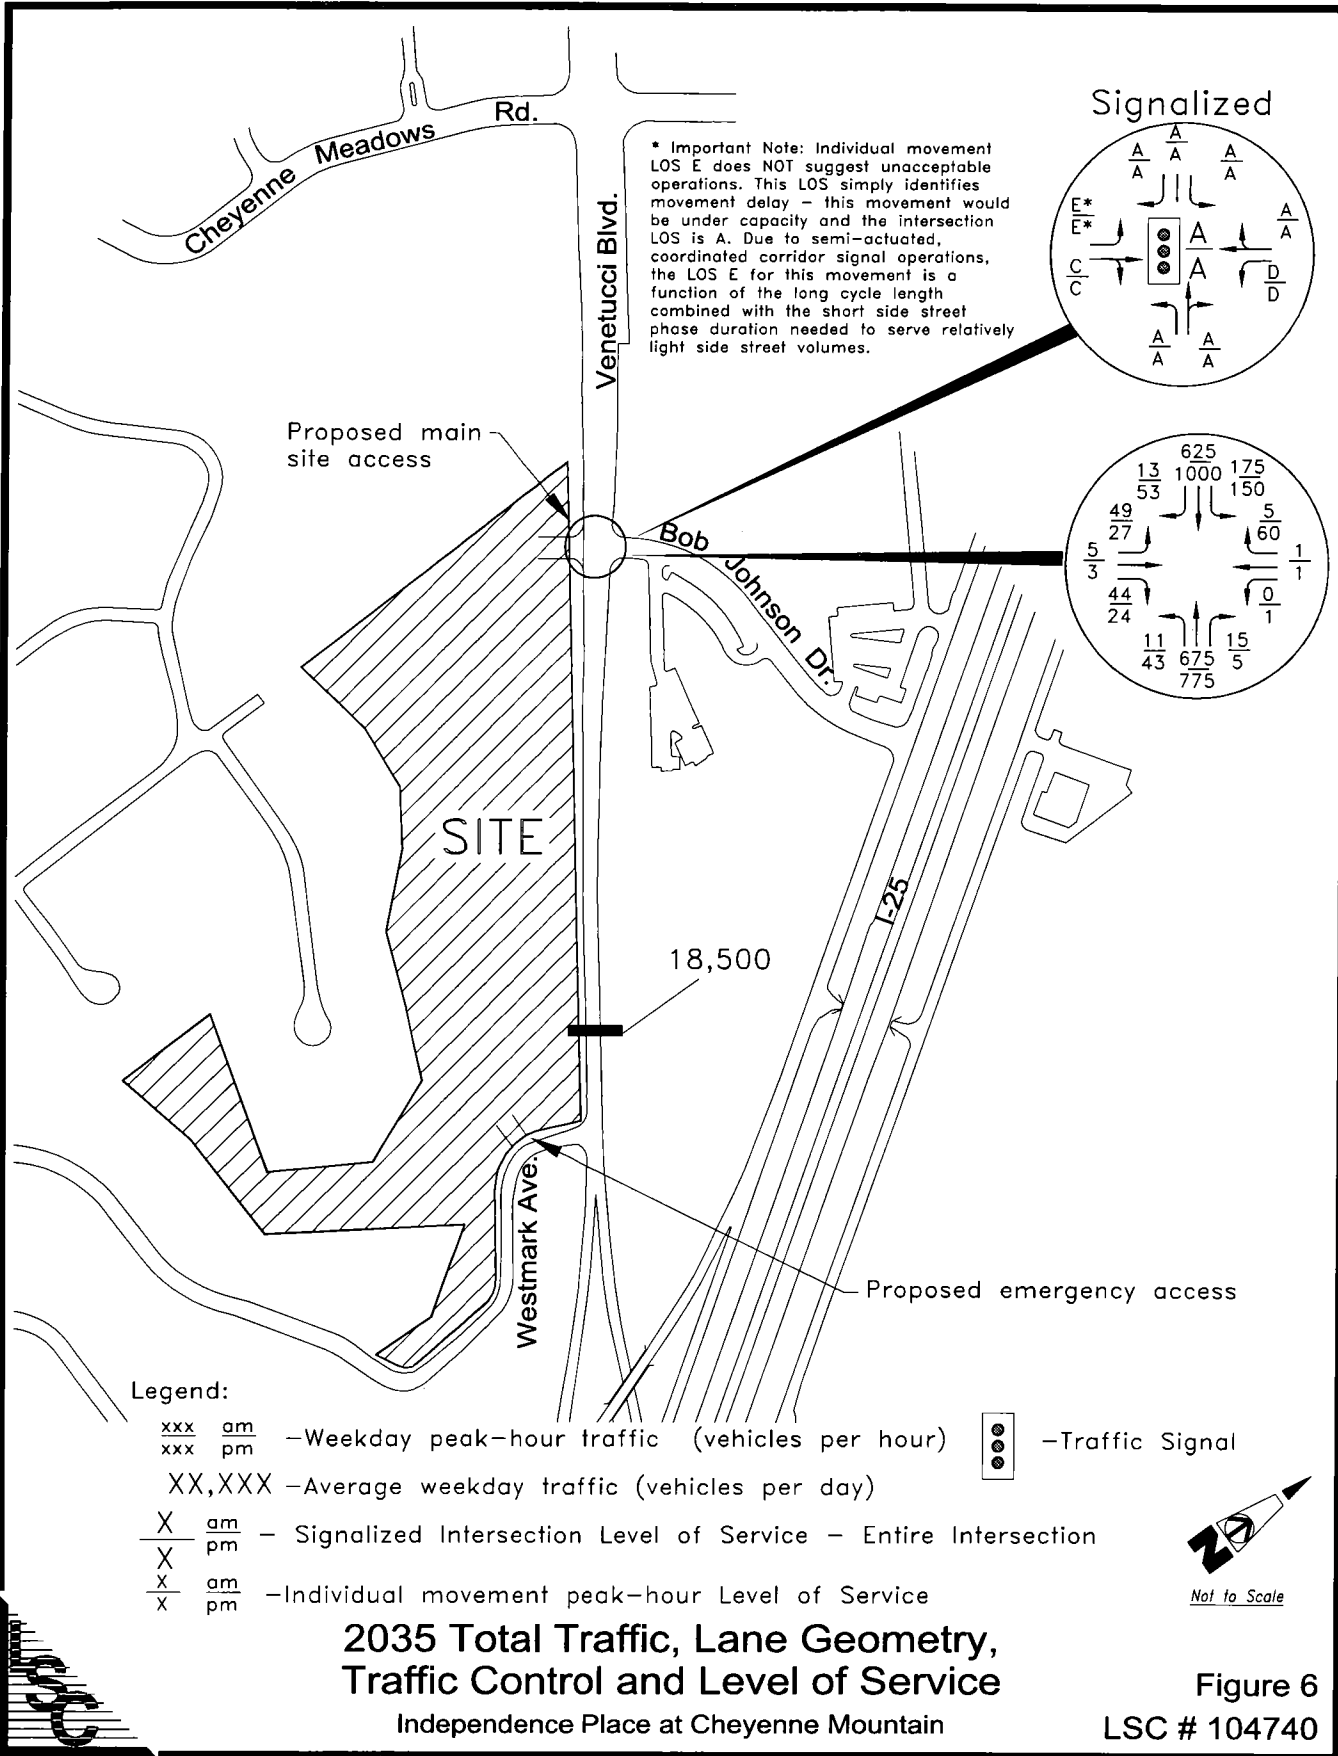 Cheyenne Meadows Rd.
Venetucci Blvd.
* Important Note: Individual movement
LOS E does NOT suggest unacceptable
operations. This LOS simply identifies
movement delay – this movement would
be under capacity and the intersection
LOS is A. Due to semi-actuated,
coordinated corridor signal operations,
the LOS E for this movement is a
function of the long cycle length
combined with the short side street
phase duration needed to serve relatively
light side street volumes.
Signalized
A A A
A A A
E* A
E* A
A
A
C D
C D
A A
A A
Proposed main
site access
625
1000
13 175
53 150
49 5
27 60
5 1
3 1
44 0
24 1
11 675 15
43 775 5
Bob Johnson Dr.
SITE
I-25
18,500
Westmark Ave.
Proposed emergency access
Legend:
xxx am
xxx pm
–Weekday peak-hour traffic (vehicles per hour)
–Traffic Signal
XX,XXX –Average weekday traffic (vehicles per day)
X am
X pm
– Signalized Intersection Level of Service – Entire Intersection
X am
X pm
–Individual movement peak-hour Level of Service
N
Not to Scale
LSC
2035 Total Traffic, Lane Geometry,
Traffic Control and Level of Service
Independence Place at Cheyenne Mountain
Figure 6
LSC # 104740